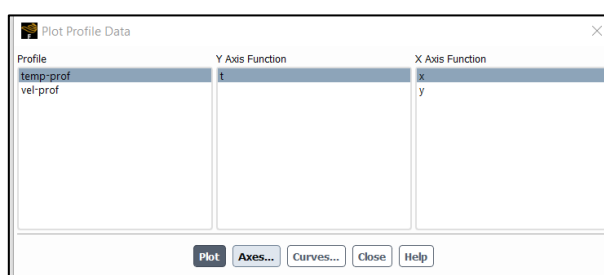 Plot Profile Data
Profile
Y Axis Function
X Axis Function
temp-prof
t
x
vel-prof
y
Plot
Axes...
Curves...
Close
Help